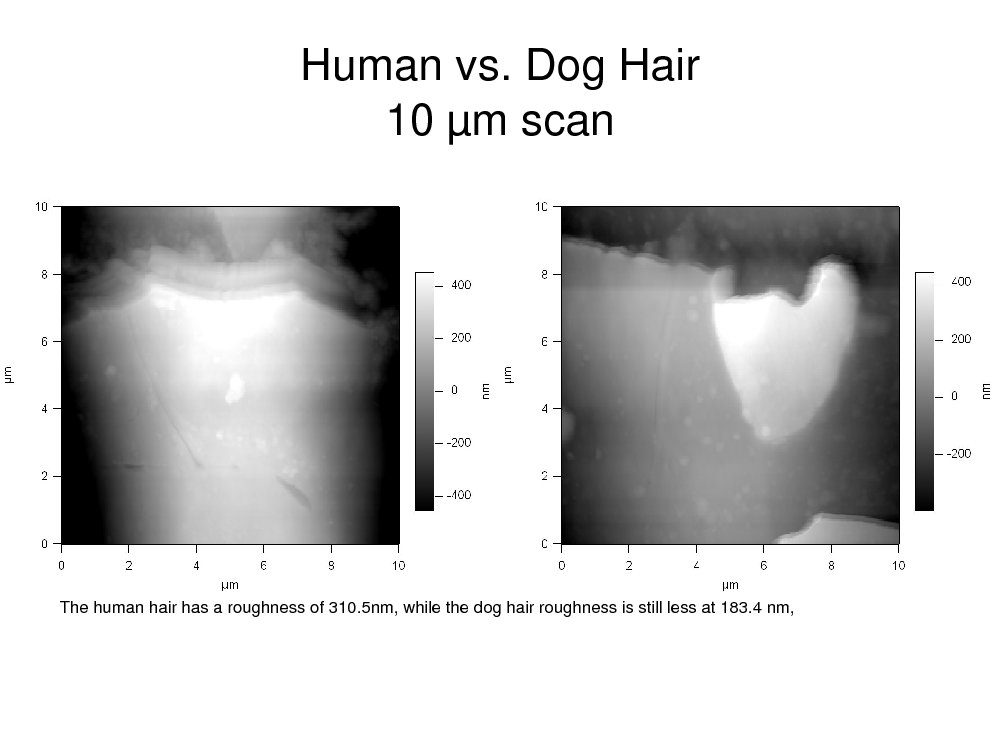 Human vs. Dog Hair
10 µm scan
10
8
6
4
2
0
µm
0 2 4 6 8 10
µm
400
200
0
-200
-400
nm
10
8
6
4
2
0
µm
0 2 4 6 8 10
µm
400
200
0
-200
nm
The human hair has a roughness of 310.5nm, while the dog hair roughness is still less at 183.4 nm,